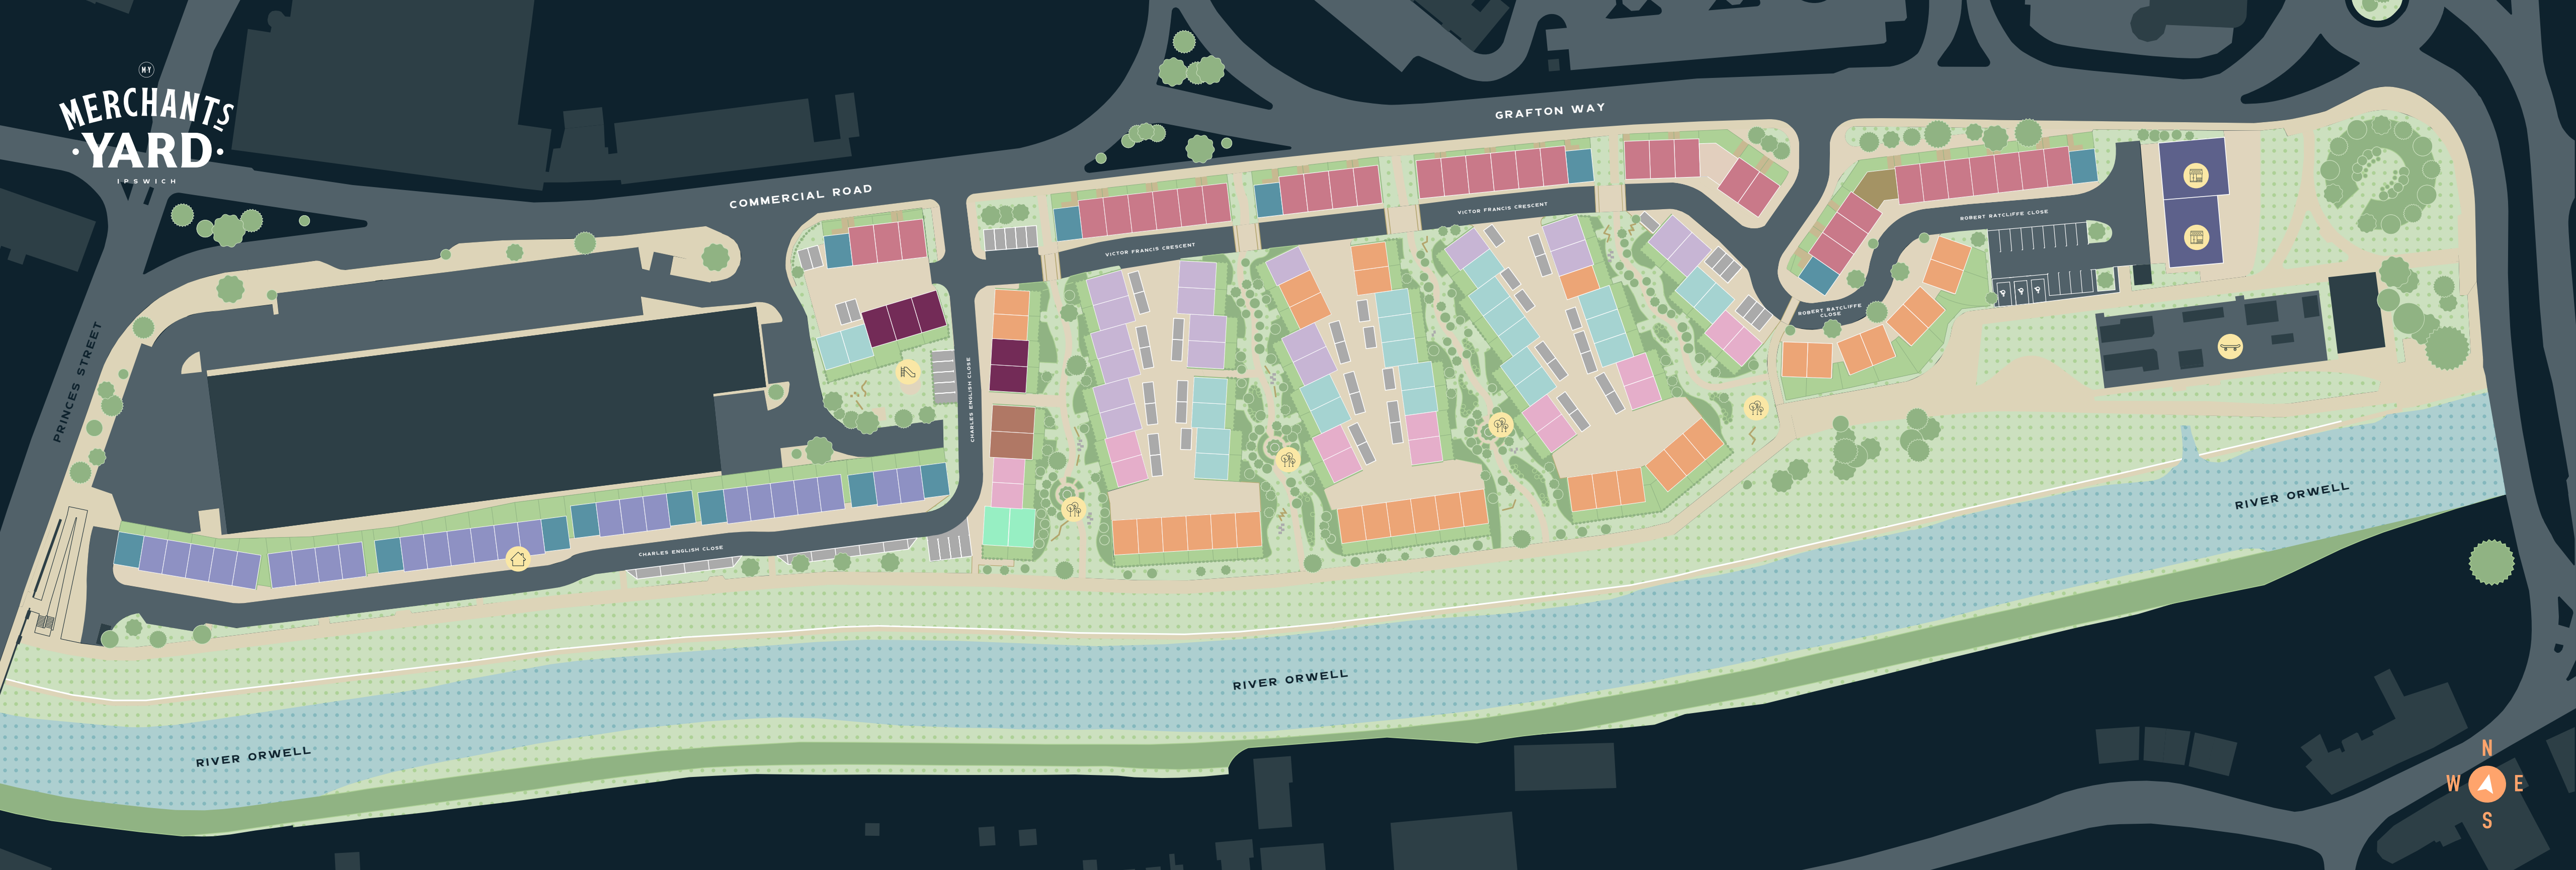 M·Y
MERCHANTS
·YARD·
IPSWICH
PRINCES STREET
COMMERCIAL ROAD
GRAFTON WAY
VICTOR FRANCIS CRESCENT
VICTOR FRANCIS CRESCENT
ROBERT RATCLIFFE CLOSE
ROBERT RATCLIFFE
CLOSE
CHARLES ENGLISH CLOSE
CHARLES ENGLISH CLOSE
RIVER ORWELL
RIVER ORWELL
RIVER ORWELL
N
W E
S